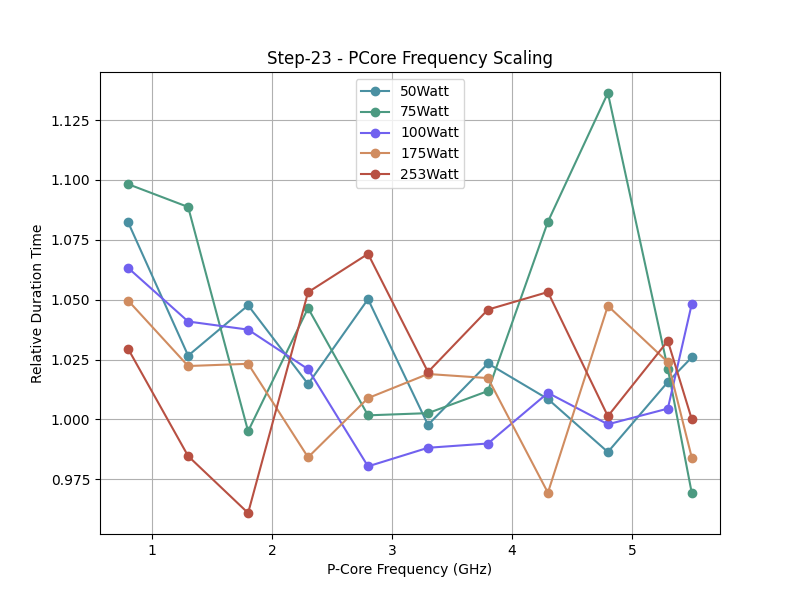 Step-23 - PCore Frequency Scaling
50Watt
75Watt
100Watt
175Watt
253Watt
Relative Duration Time
1.125
1.100
1.075
1.050
1.025
1.000
0.975
1 2 3 4 5
P-Core Frequency (GHz)